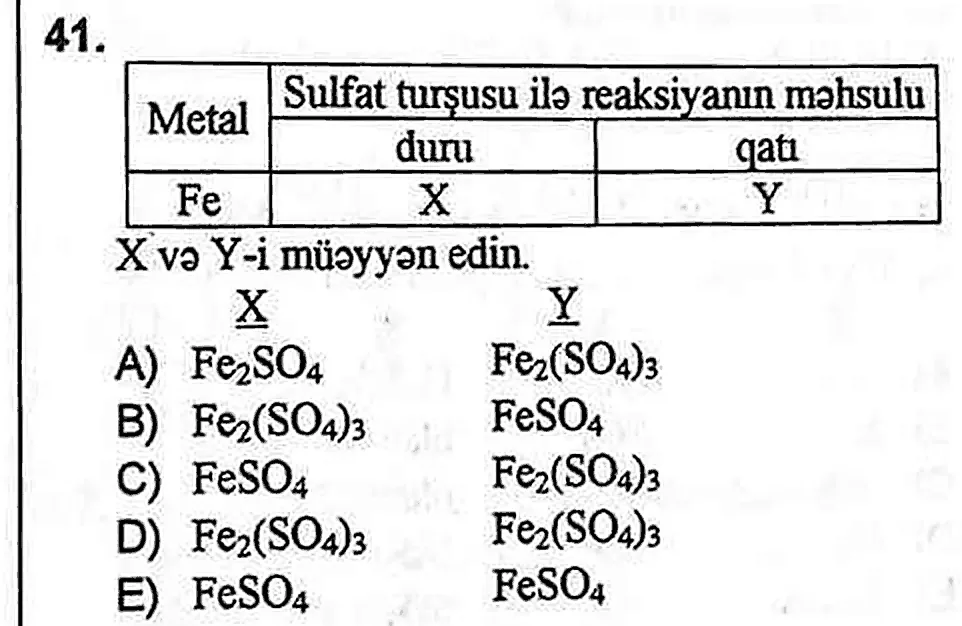 41.
Metal Sulfat turşusu ilə reaksiyanın məhsulu
duru qatı
Fe X Y
X və Y-i müəyyən edin.
X Y
A) Fe₂SO₄ Fe₂(SO₄)₃
B) Fe₂(SO₄)₃ FeSO₄
C) FeSO₄ Fe₂(SO₄)₃
D) Fe₂(SO₄)₃ Fe₂(SO₄)₃
E) FeSO₄ FeSO₄